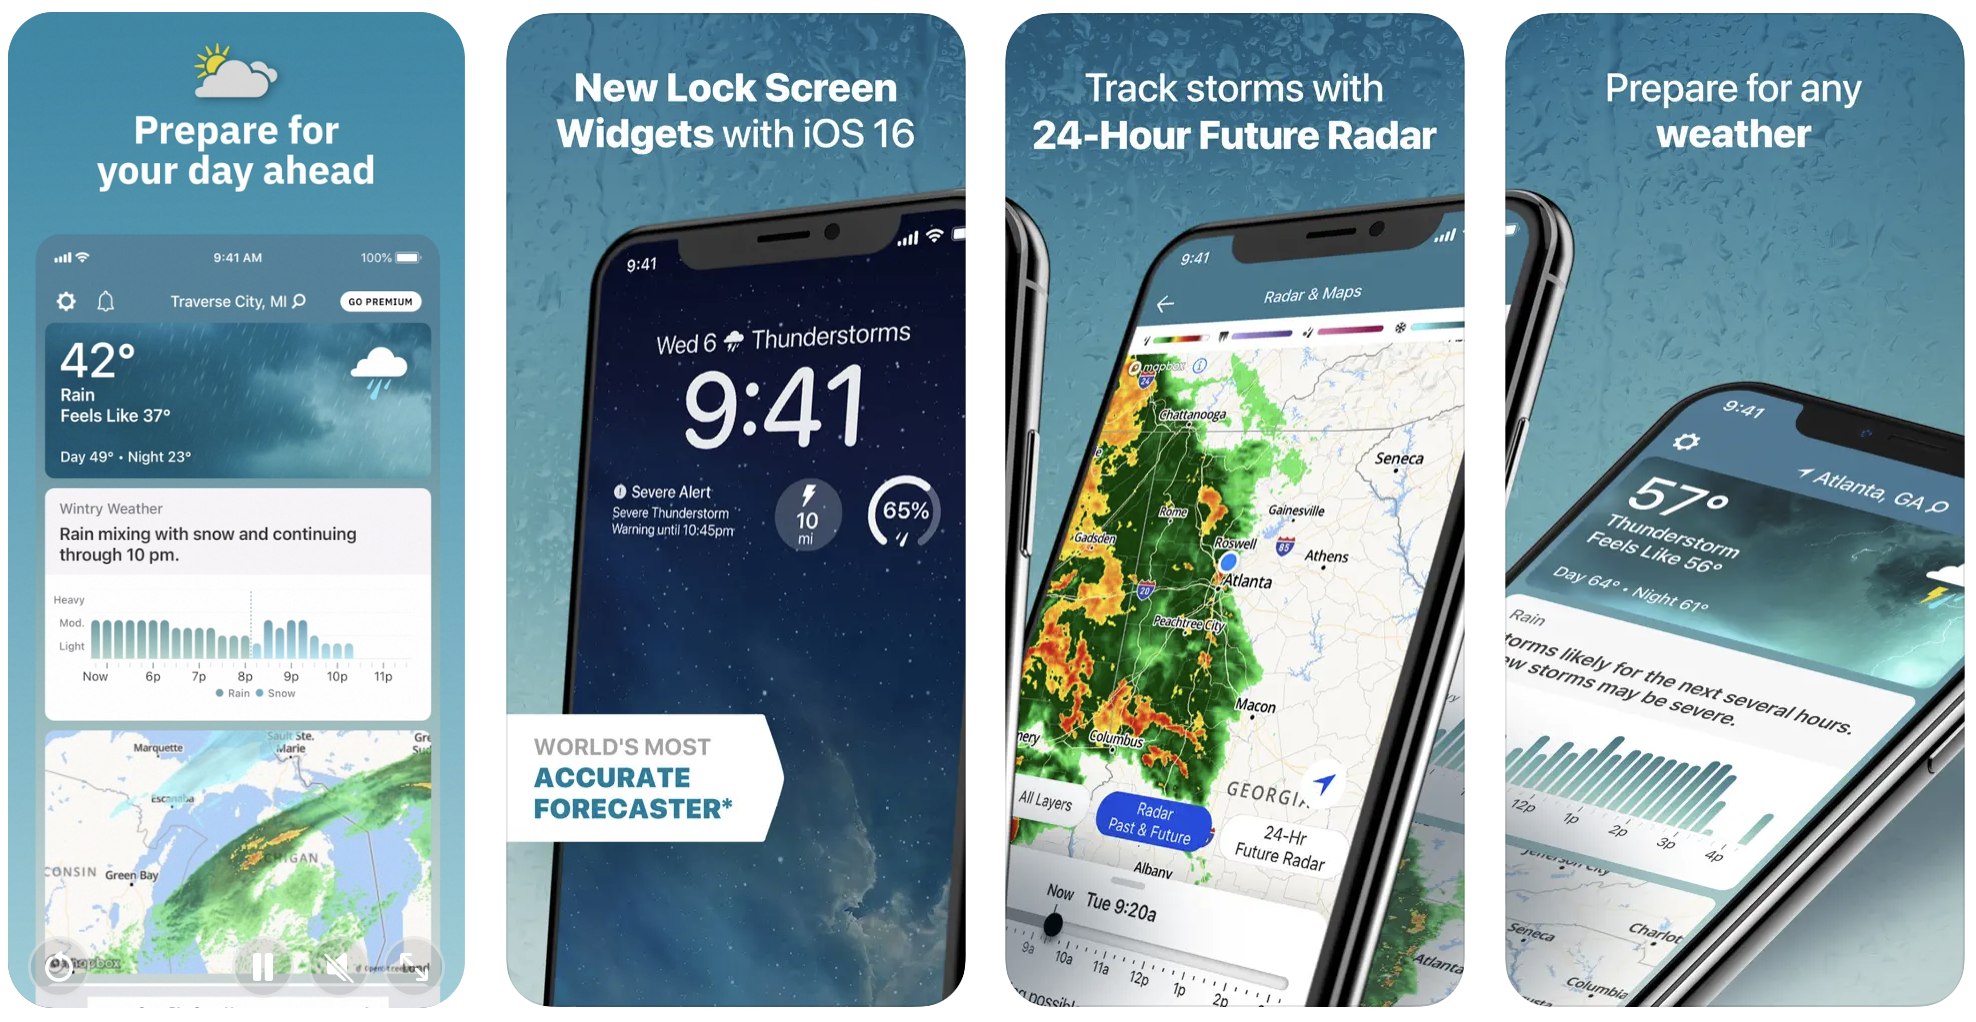 Prepare for
your day ahead
9:41 AM
100%
Traverse City, MI
GO PREMIUM
42°
Rain
Feels Like 37°
Day 49° • Night 23°
Wintry Weather
Rain mixing with snow and continuing
through 10 pm.
Heavy
Mod.
Light
Now 6p 7p 8p 9p 10p 11p
Rain Snow
Sault Ste.
Marie
Marquette
Escanaba
CONSIN
Green Bay
mapbox
New Lock Screen
Widgets with iOS 16
9:41
Wed 6 Thunderstorms
9:41
Severe Alert
Severe Thunderstorm
Warning until 10:45pm
10
mi
65%
WORLD'S MOST
ACCURATE
FORECASTER*
Track storms with
24-Hour Future Radar
9:41
Radar & Maps
mapbox
24
Chattanooga
Seneca
Rome
Gainesville
Gadsden
Roswell
85
Athens
Atlanta
20
Peachtree City
Macon
Columbus
GEORGIA
All Layers
Radar
Past & Future
24-Hr
Future Radar
Albany
Now Tue 9:20a
9a 10a 11a 12p 1p 2p
Prepare for any
weather
9:41
Atlanta, GA
57°
Thunderstorm
Feels Like 56°
Day 64° • Night 61°
Rain
torms likely for the next several hours.
ew storms may be severe.
12p 1p 2p 3p 4p
Seneca
Charlot
Atlanta
Columbia